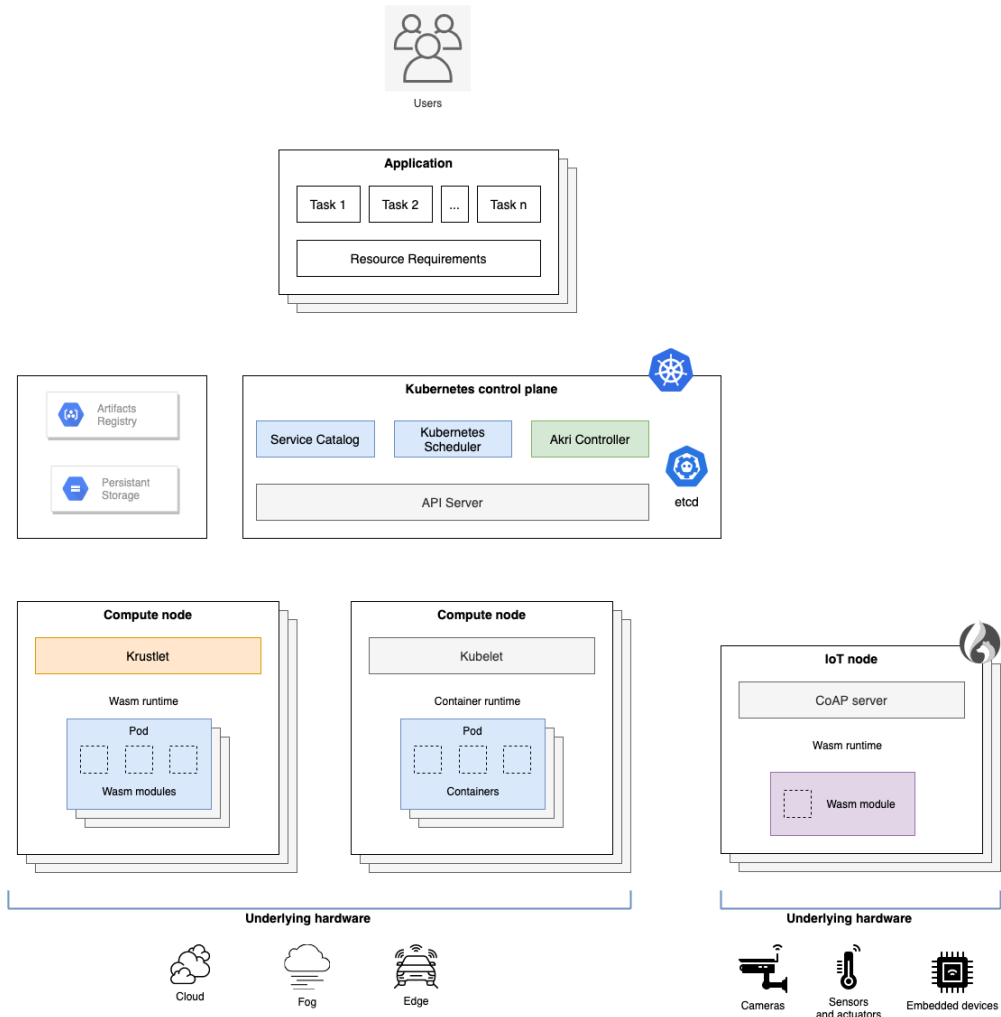 Users
Application
Task 1
Task 2
...
Task n
Resource Requirements
Artifacts
Registry
Persistant
Storage
Kubernetes control plane
Service Catalog
Kubernetes
Scheduler
Akri Controller
API Server
etcd
Compute node
Krustlet
Wasm runtime
Pod
Wasm modules
Compute node
Kubelet
Container runtime
Pod
Containers
IoT node
CoAP server
Wasm runtime
Wasm module
Underlying hardware
Cloud
Fog
Edge
Underlying hardware
Cameras
Sensors
and actuators
Embedded devices